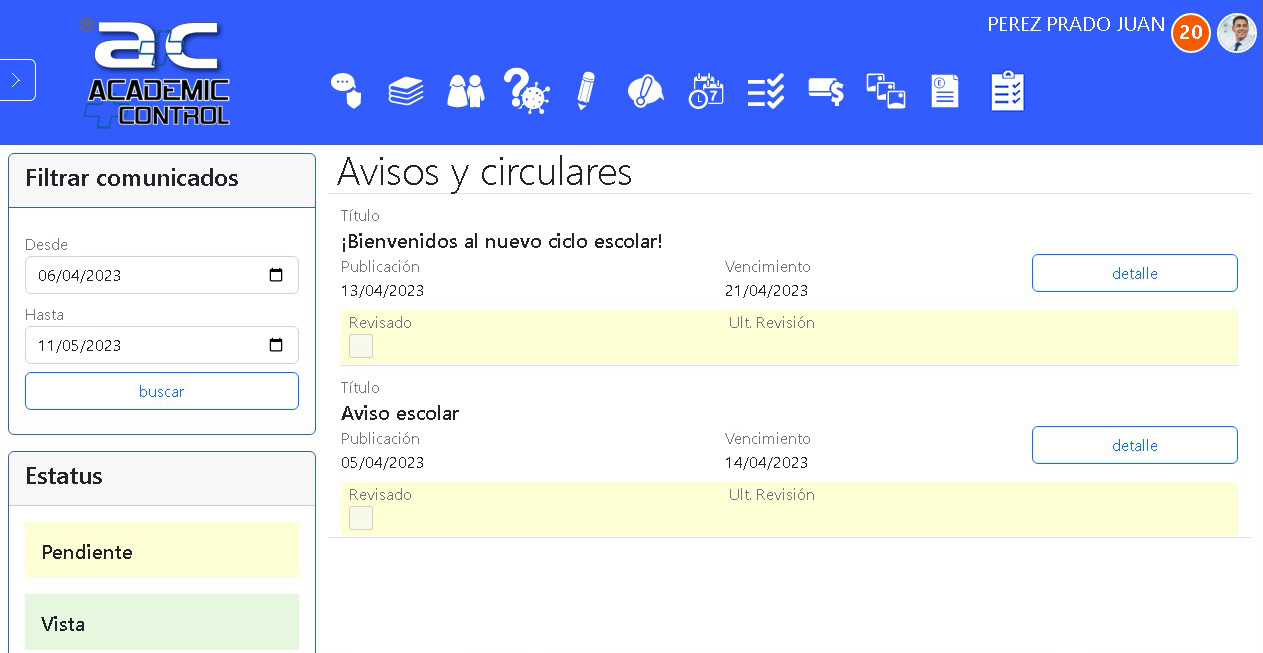 PEREZ PRADO JUAN
20
®
ac
ACADEMIC
CONTROL
?
7
Filtrar comunicados
Desde
06/04/2023
Hasta
11/05/2023
buscar
Estatus
Pendiente
Vista
Avisos y circulares
Título
¡Bienvenidos al nuevo ciclo escolar!
Publicación
Vencimiento
13/04/2023
21/04/2023
detalle
Revisado
Ult. Revisión
Título
Aviso escolar
Publicación
Vencimiento
05/04/2023
14/04/2023
detalle
Revisado
Ult. Revisión